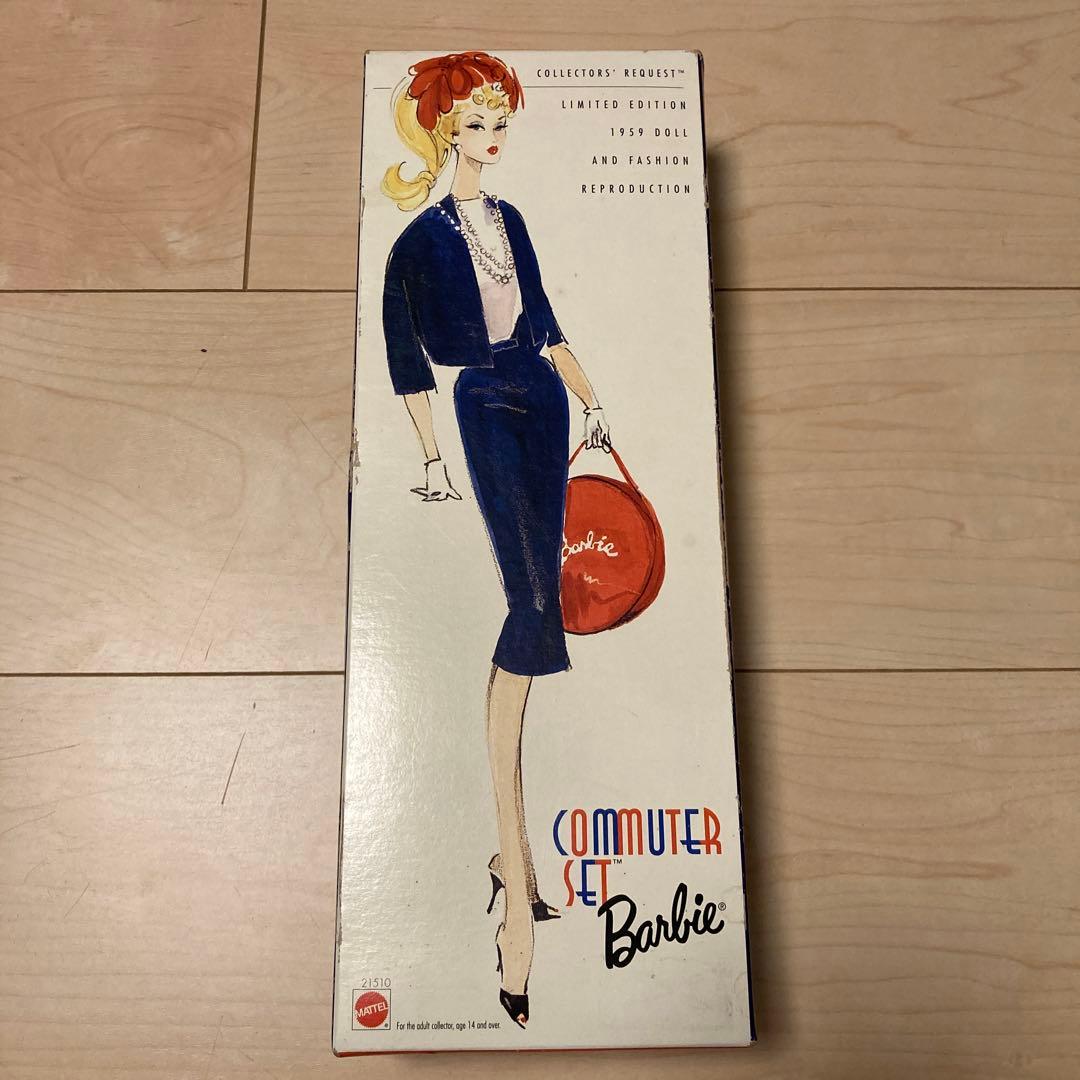 COLLECTORS' REQUEST™
LIMITED EDITION
1959 DOLL
AND FASHION
REPRODUCTION
Barbie
COMMUTER
SET™
Barbie®
21510
MATTEL®
For the adult collector, age 14 and over.